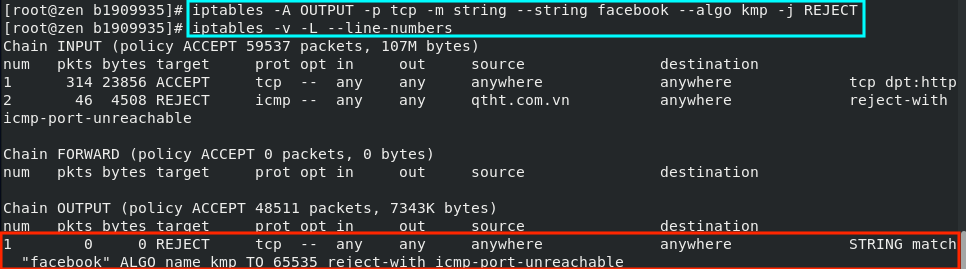 [root@zen b1909935]# iptables -A OUTPUT -p tcp -m string --string facebook --algo kmp -j REJECT
[root@zen b1909935]# iptables -v -L --line-numbers
Chain INPUT (policy ACCEPT 59537 packets, 107M bytes)
num   pkts bytes target     prot opt in     out     source               destination
1      314 23856 ACCEPT     tcp  --  any    any     anywhere             anywhere             tcp dpt:http
2       46  4508 REJECT     icmp --  any    any     qtht.com.vn          anywhere             reject-with
icmp-port-unreachable
Chain FORWARD (policy ACCEPT 0 packets, 0 bytes)
num   pkts bytes target     prot opt in     out     source               destination
Chain OUTPUT (policy ACCEPT 48511 packets, 7343K bytes)
num   pkts bytes target     prot opt in     out     source               destination
1        0     0 REJECT     tcp  --  any    any     anywhere             anywhere             STRING match
"facebook" ALGO name kmp TO 65535 reject-with icmp-port-unreachable